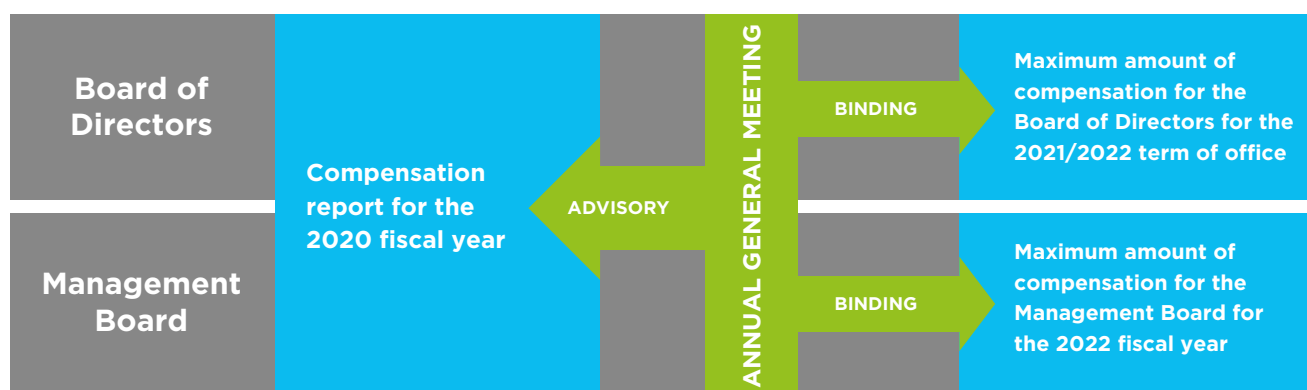 Board of
Directors
Management
Board
Compensation
report for the
2020 fiscal year
ADVISORY
ANNUAL GENERAL MEETING
BINDING
Maximum amount of
compensation for the
Board of Directors for the
2021/2022 term of office
BINDING
Maximum amount of
compensation for the
Management Board for
the 2022 fiscal year